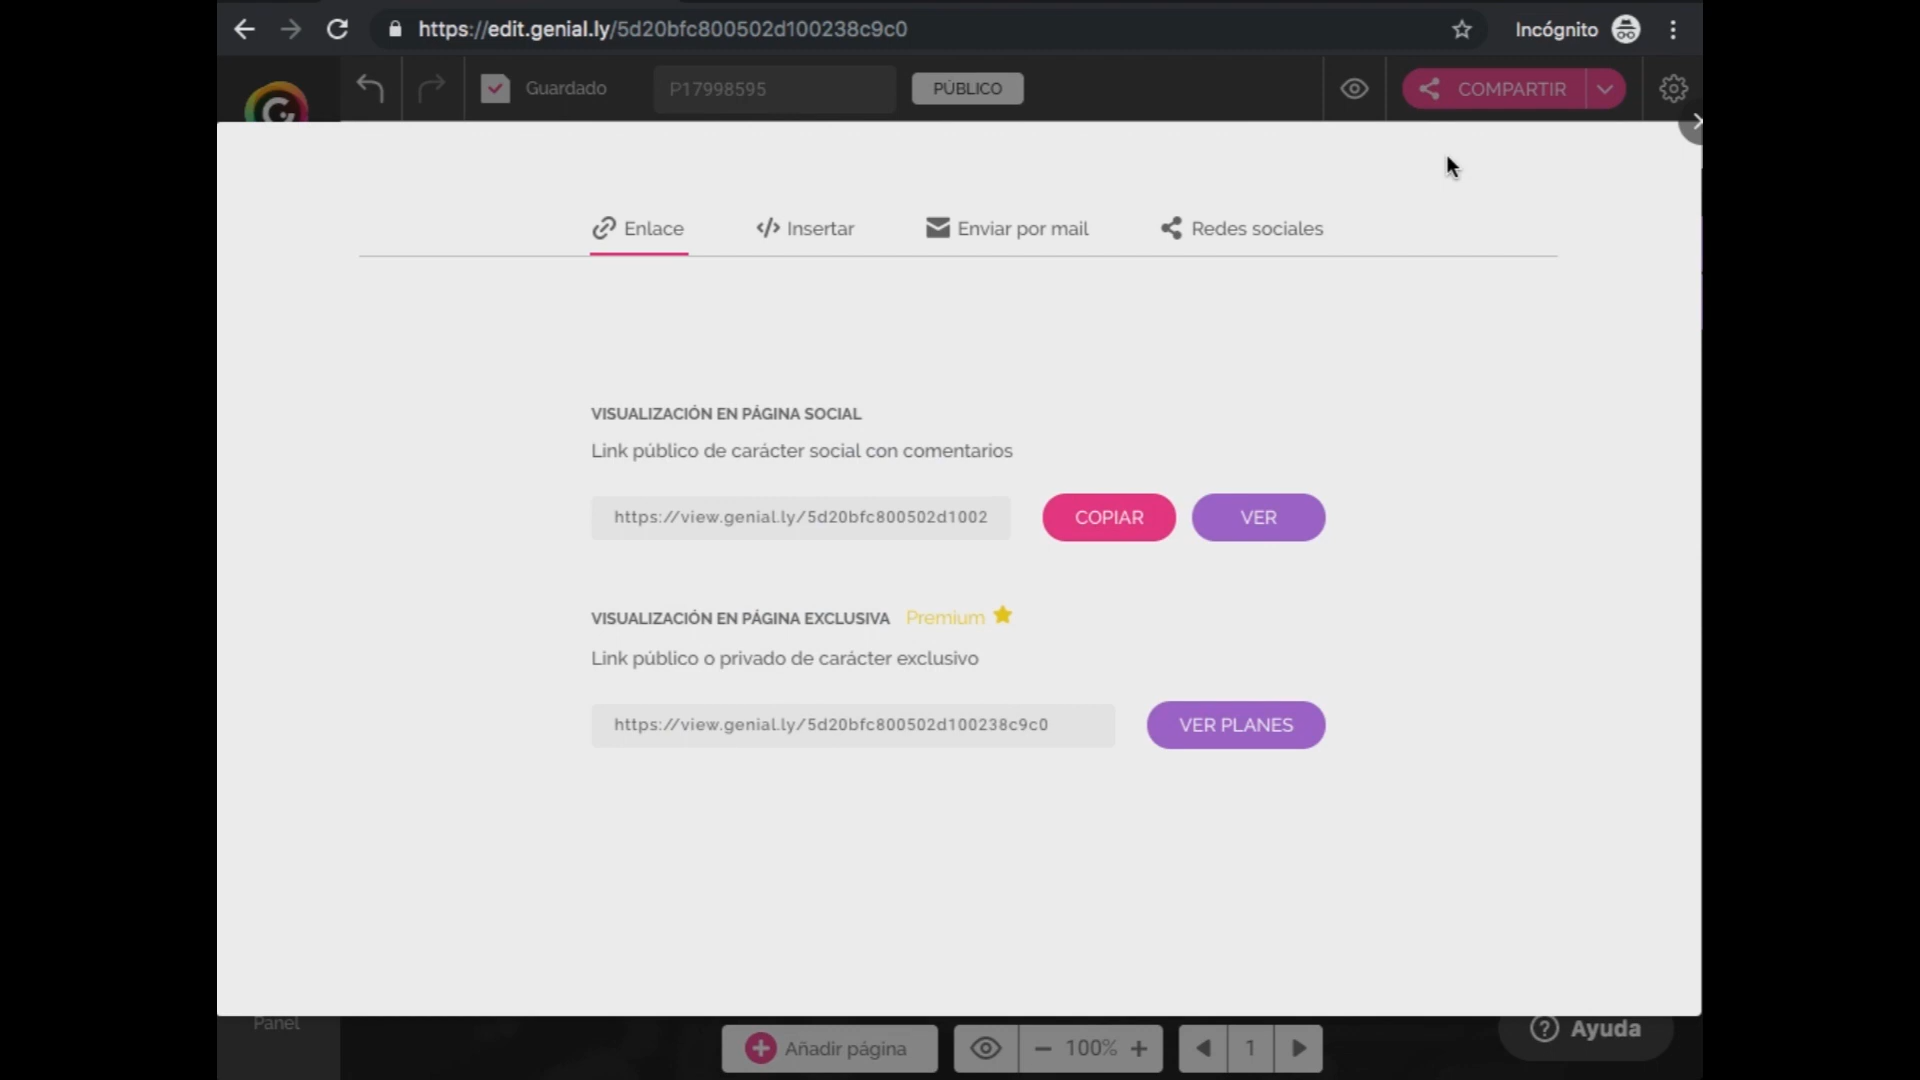 https://edit.genial.ly/5d20bfc800502d100238c9c0
Incógnito
Guardado
P17998595
PÚBLICO
COMPARTIR
Enlace
Insertar
Enviar por mail
Redes sociales
VISUALIZACIÓN EN PÁGINA SOCIAL
Link público de carácter social con comentarios
https://view.genial.ly/5d20bfc800502d1002
COPIAR
VER
VISUALIZACIÓN EN PÁGINA EXCLUSIVA Premium
Link público o privado de carácter exclusivo
https://view.genial.ly/5d20bfc800502d100238c9c0
VER PLANES
Panel
Añadir página
100%
1
Ayuda